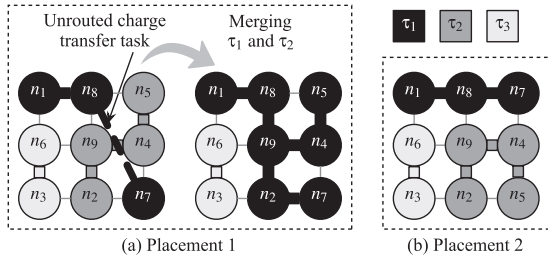 Unrouted charge
transfer task
Merging
τ1 and τ2
τ1 τ2 τ3
n1 n8 n5
n6 n9 n4
n3 n2 n7
n1 n8 n5
n6 n9 n4
n3 n2 n7
n1 n8 n7
n6 n9 n4
n3 n2 n5
(a) Placement 1
(b) Placement 2